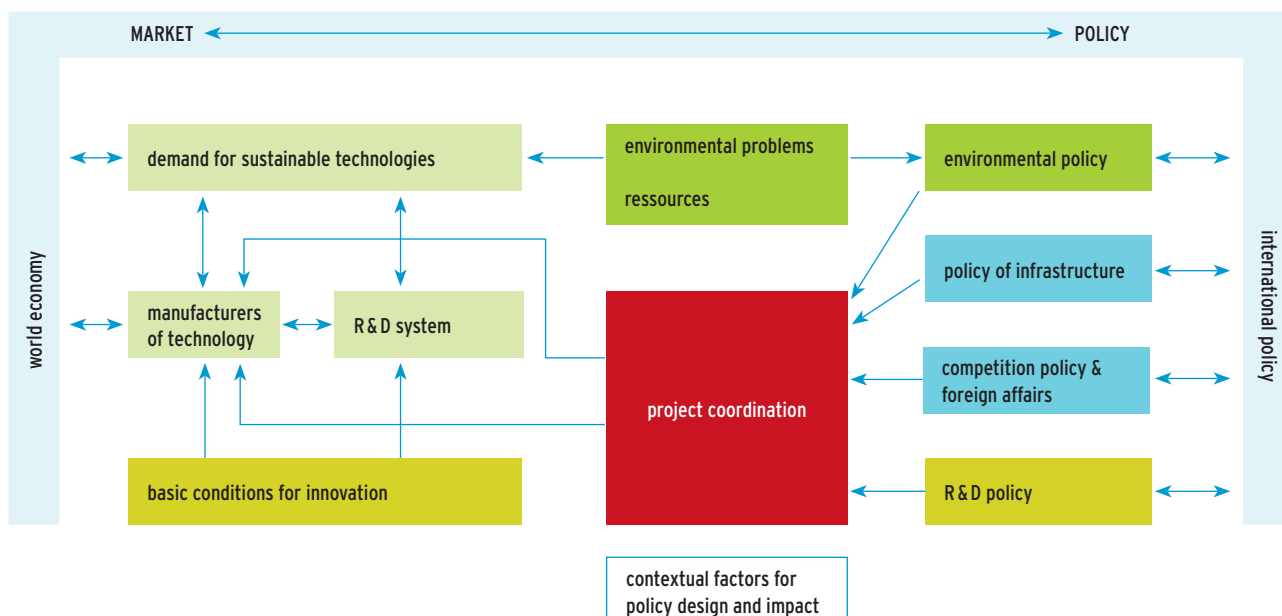 MARKET
POLICY
world economy
demand for sustainable technologies
environmental problems
ressources
environmental policy
international policy
policy of infrastructure
manufacturers
of technology
R & D system
project coordination
competition policy &
foreign affairs
basic conditions for innovation
R & D policy
contextual factors for
policy design and impact